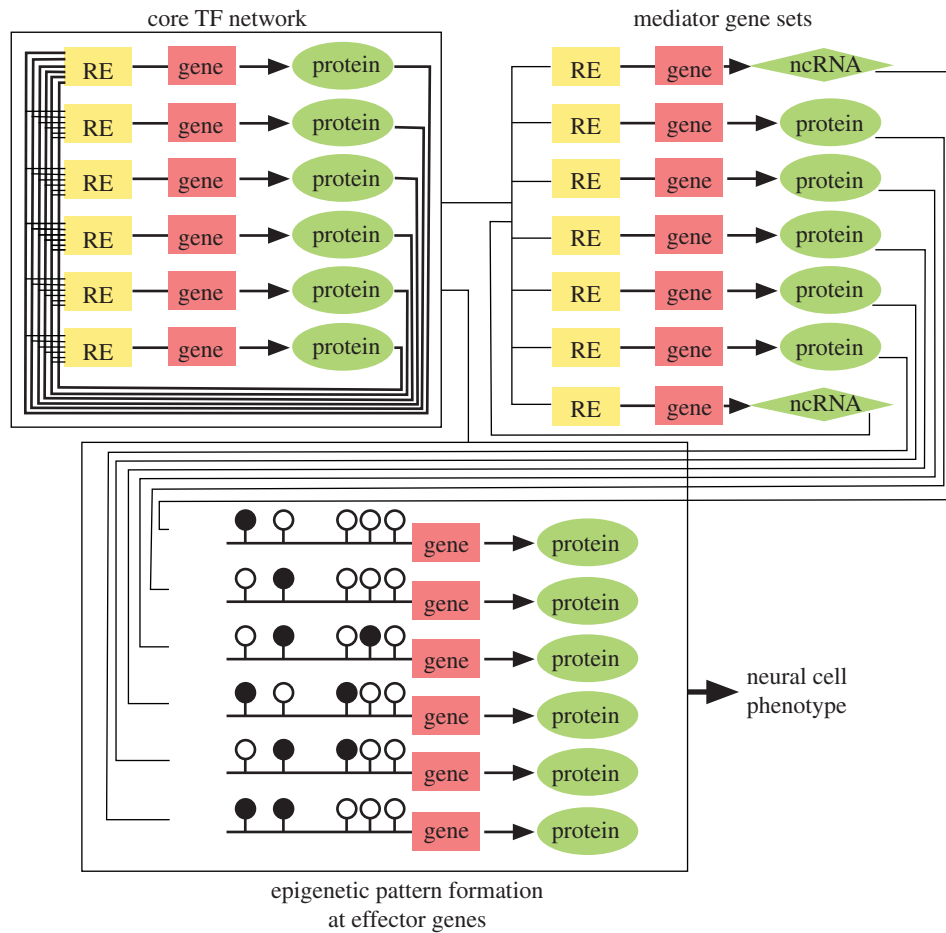 core TF network
RE gene protein
RE gene protein
RE gene protein
RE gene protein
RE gene protein
RE gene protein
mediator gene sets
RE gene ncRNA
RE gene protein
RE gene protein
RE gene protein
RE gene protein
RE gene protein
RE gene ncRNA
gene protein
gene protein
gene protein
gene protein
gene protein
gene protein
neural cell
phenotype
epigenetic pattern formation
at effector genes